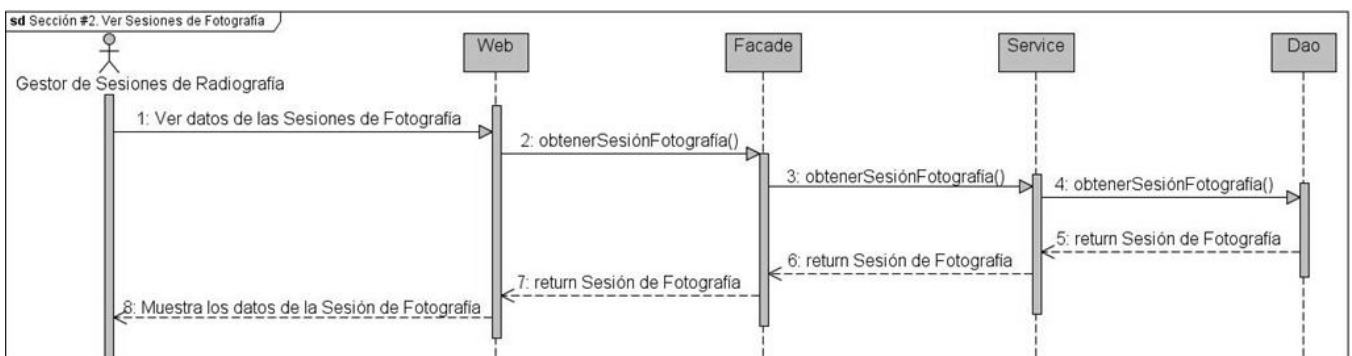 sd Sección #2. Ver Sesiones de Fotografía
Web
Facade
Service
Dao
Gestor de Sesiones de Radiografía
1: Ver datos de las Sesiones de Fotografía
2: obtenerSesiónFotografía()
3: obtenerSesiónFotografía()
4: obtenerSesiónFotografía()
5: return Sesión de Fotografía
6: return Sesión de Fotografía
7: return Sesión de Fotografía
8: Muestra los datos de la Sesión de Fotografía